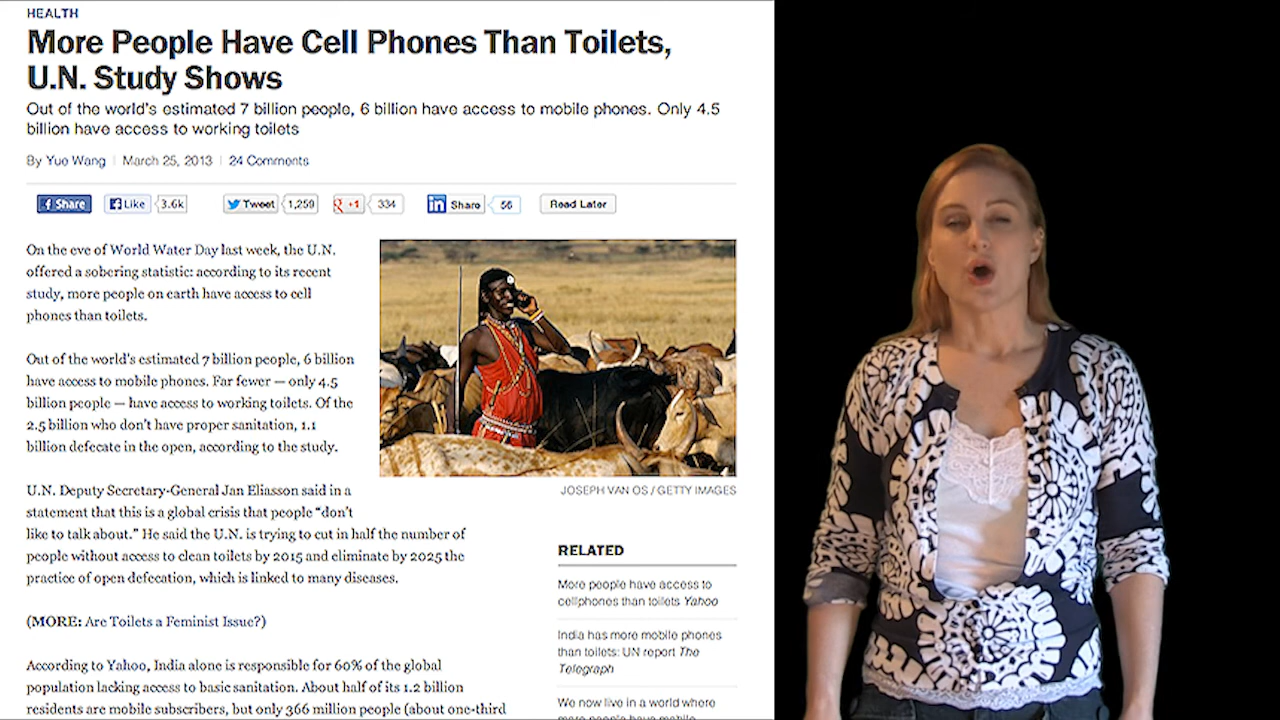 HEALTH
More People Have Cell Phones Than Toilets,
U.N. Study Shows
Out of the world's estimated 7 billion people, 6 billion have access to mobile phones. Only 4.5
billion have access to working toilets
By Yue Wang | March 25, 2013 | 24 Comments
Share Like 3.6k Tweet 1,259 +1 334 in Share 56 Read Later
On the eve of World Water Day last week, the U.N.
offered a sobering statistic: according to its recent
study, more people on earth have access to cell
phones than toilets.
Out of the world's estimated 7 billion people, 6 billion
have access to mobile phones. Far fewer — only 4.5
billion people — have access to working toilets. Of the
2.5 billion who don't have proper sanitation, 1.1
billion defecate in the open, according to the study.
JOSEPH VAN OS / GETTY IMAGES
U.N. Deputy Secretary-General Jan Eliasson said in a
statement that this is a global crisis that people "don't
like to talk about." He said the U.N. is trying to cut in half the number of
people without access to clean toilets by 2015 and eliminate by 2025 the
practice of open defecation, which is linked to many diseases.
(MORE: Are Toilets a Feminist Issue?)
According to Yahoo, India alone is responsible for 60% of the global
population lacking access to basic sanitation. About half of its 1.2 billion
residents are mobile subscribers, but only 366 million people (about one-third
RELATED
More people have access to
cellphones than toilets Yahoo
India has more mobile phones
than toilets: UN report The
Telegraph
We now live in a world where
more people have mobile